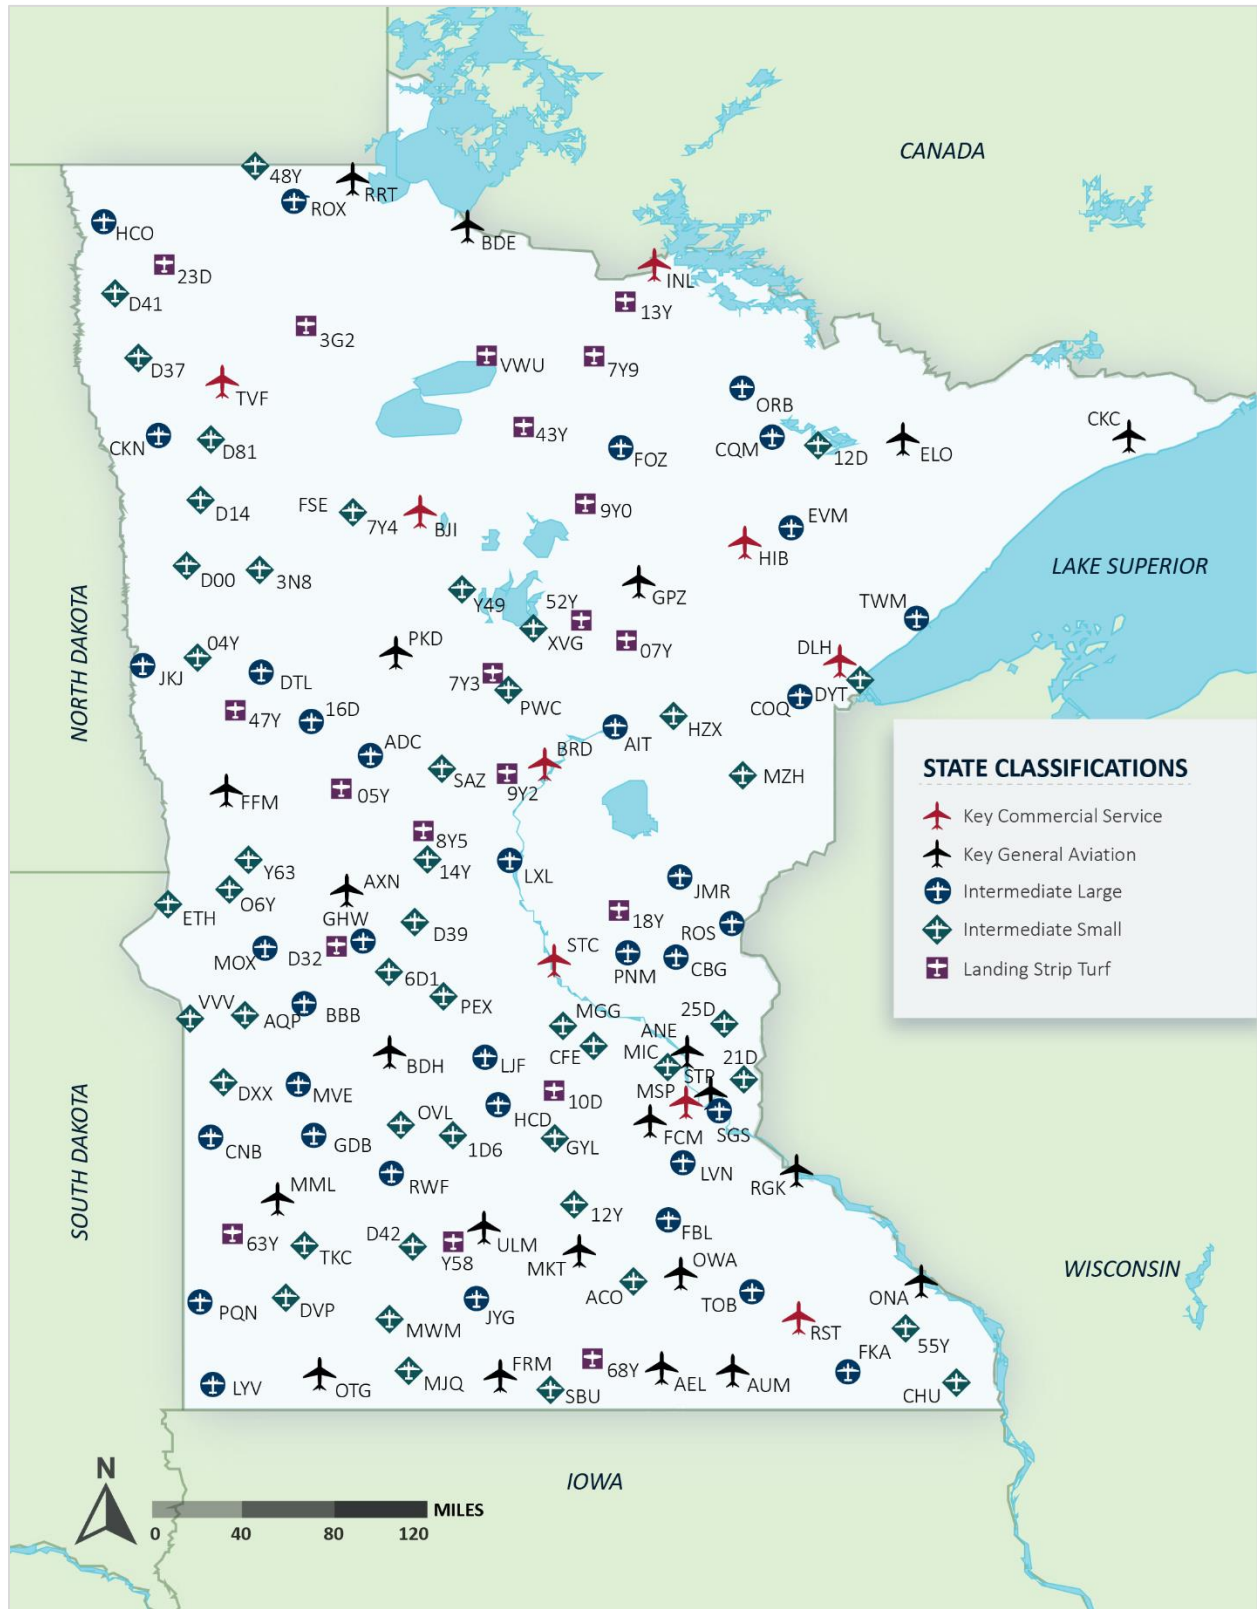 CANADA
48Y
RRT
ROX
HCO
BDE
23D
INL
D41
13Y
3G2
D37
VWU
7Y9
TVF
ORB
CKC
43Y
CKN
D81
FOZ
CQM
12D
ELO
FSE
D14
7Y4
BJI
9Y0
EVM
HIB
LAKE SUPERIOR
D00
3N8
Y49
52Y
GPZ
TWM
XVG
NORTH DAKOTA
04Y
PKD
07Y
DLH
JKJ
DTL
7Y3
PWC
DYT
COQ
47Y
16D
HZX
AIT
ADC
BRD
SAZ
9Y2
MZH
FFM
05Y
STATE CLASSIFICATIONS
Key Commercial Service
Key General Aviation
Intermediate Large
Intermediate Small
Landing Strip Turf
8Y5
14Y
Y63
LXL
AXN
JMR
O6Y
ETH
GHW
18Y
D39
ROS
MOX
D32
STC
PNM
CBG
6D1
PEX
VVV
AQP
BBB
MGG
25D
ANE
CFE
MIC
BDH
LJF
21D
STP
DXX
MVE
MSP
10D
HCD
OVL
FCM
SGS
CNB
GDB
1D6
GYL
LVN
RWF
RGK
MML
SOUTH DAKOTA
12Y
FBL
63Y
D42
ULM
TKC
Y58
MKT
OWA
WISCONSIN
ACO
TOB
ONA
PQN
DVP
JYG
MWM
RST
55Y
FRM
68Y
FKA
LYV
OTG
MJQ
SBU
AEL
AUM
CHU
N
IOWA
MILES
0 40 80 120